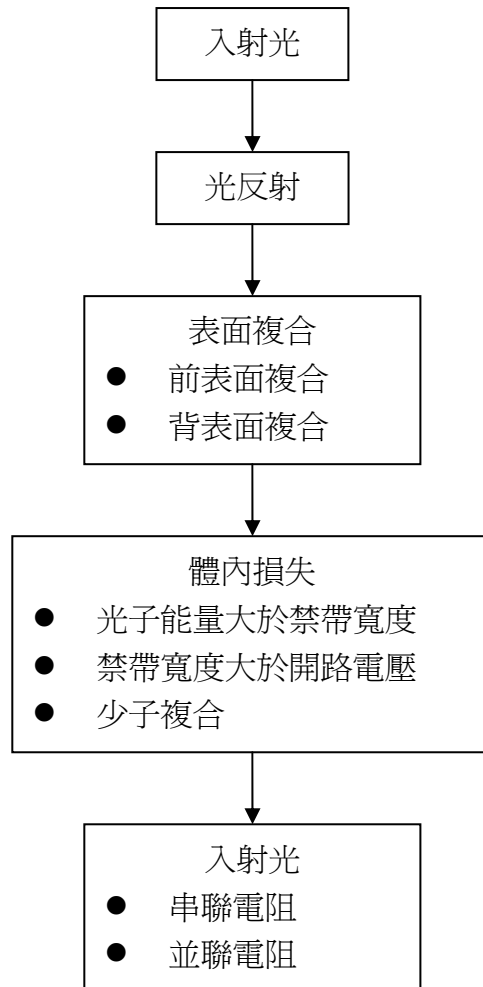 入射光
光反射
表面複合
● 前表面複合
● 背表面複合
體內損失
● 光子能量大於禁帶寬度
● 禁帶寬度大於開路電壓
● 少子複合
入射光
● 串聯電阻
● 並聯電阻